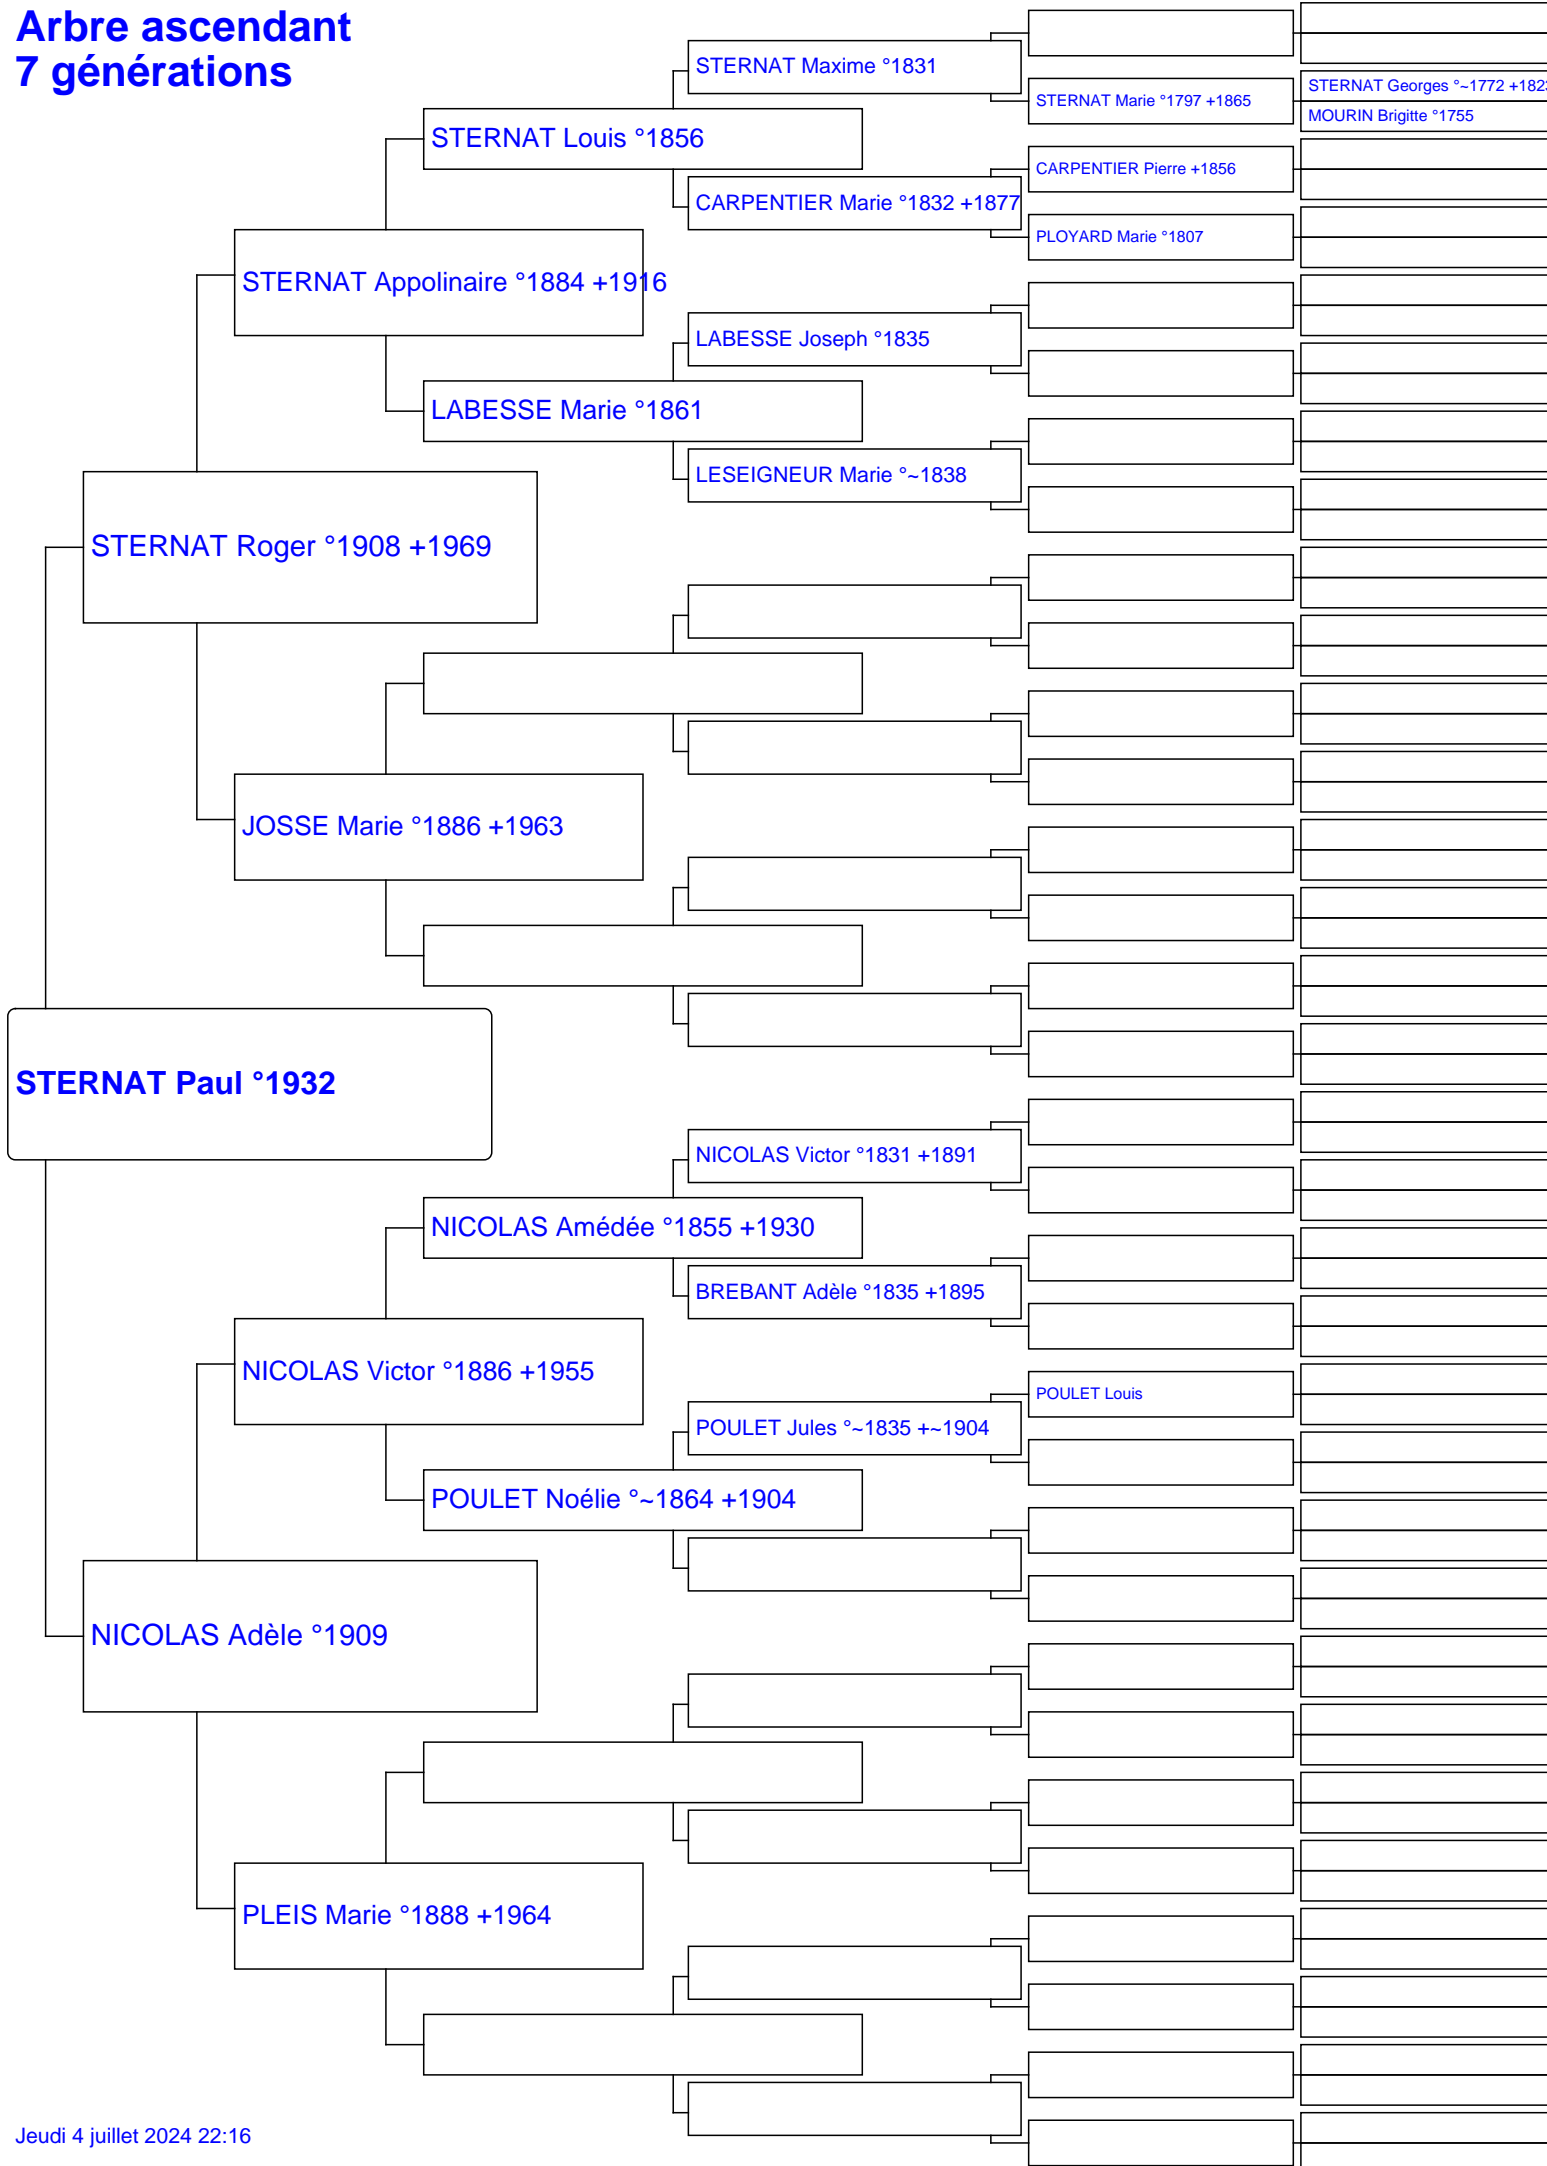 Arbre ascendant
7 générations
STERNAT Maxime °1831
STERNAT Marie °1797 +1865
STERNAT Georges °~1772 +182
MOURIN Brigitte °1755
STERNAT Louis °1856
CARPENTIER Pierre +1856
CARPENTIER Marie °1832 +1877
PLOYARD Marie °1807
STERNAT Appolinaire °1884 +1916
LABESSE Joseph °1835
LABESSE Marie °1861
LESEIGNEUR Marie °~1838
STERNAT Roger °1908 +1969
JOSSE Marie °1886 +1963
STERNAT Paul °1932
NICOLAS Victor °1831 +1891
NICOLAS Amédée °1855 +1930
BREBANT Adèle °1835 +1895
NICOLAS Victor °1886 +1955
POULET Louis
POULET Jules °~1835 +~1904
POULET Noélie °~1864 +1904
NICOLAS Adèle °1909
PLEIS Marie °1888 +1964
Jeudi 4 juillet 2024 22:16